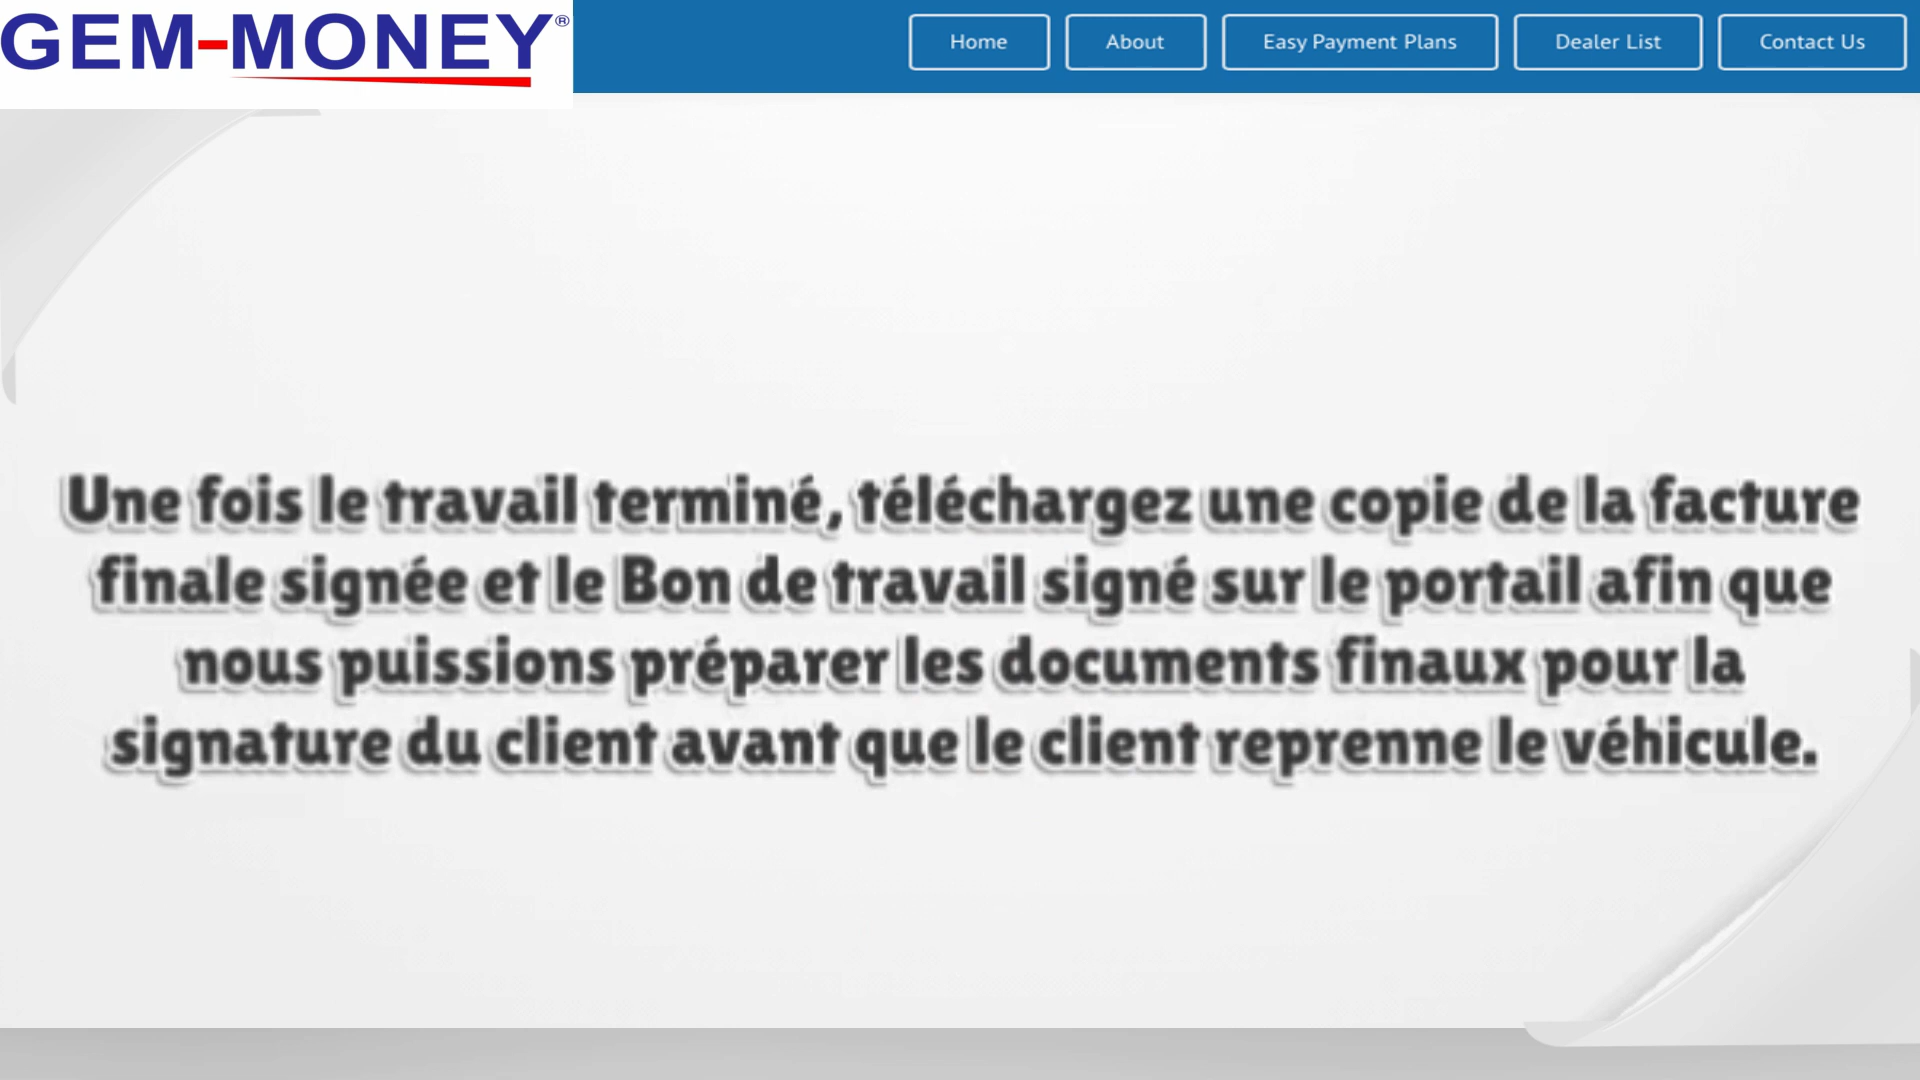 GEM-MONEY®
Home About Easy Payment Plans Dealer List Contact Us
Une fois le travail terminé, téléchargez une copie de la facture
finale signée et le Bon de travail signé sur le portail afin que
nous puissions préparer les documents finaux pour la
signature du client avant que le client reprenne le véhicule.